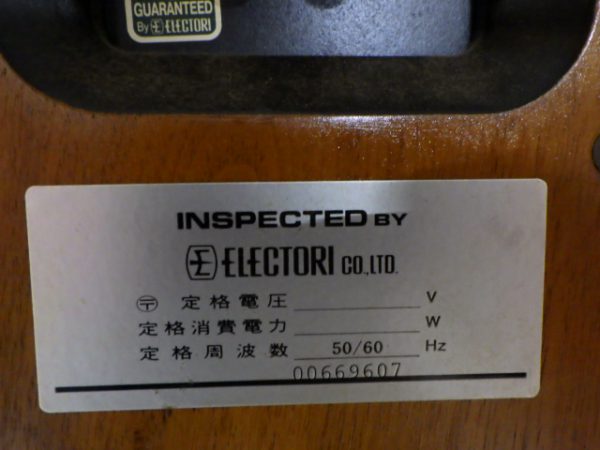 GUARANTEED
By ELECTORI
INSPECTED BY
ELECTORI CO.,LTD.
〶 定格電圧 V
定格消費電力 W
定格周波数 50/60 Hz
00669607